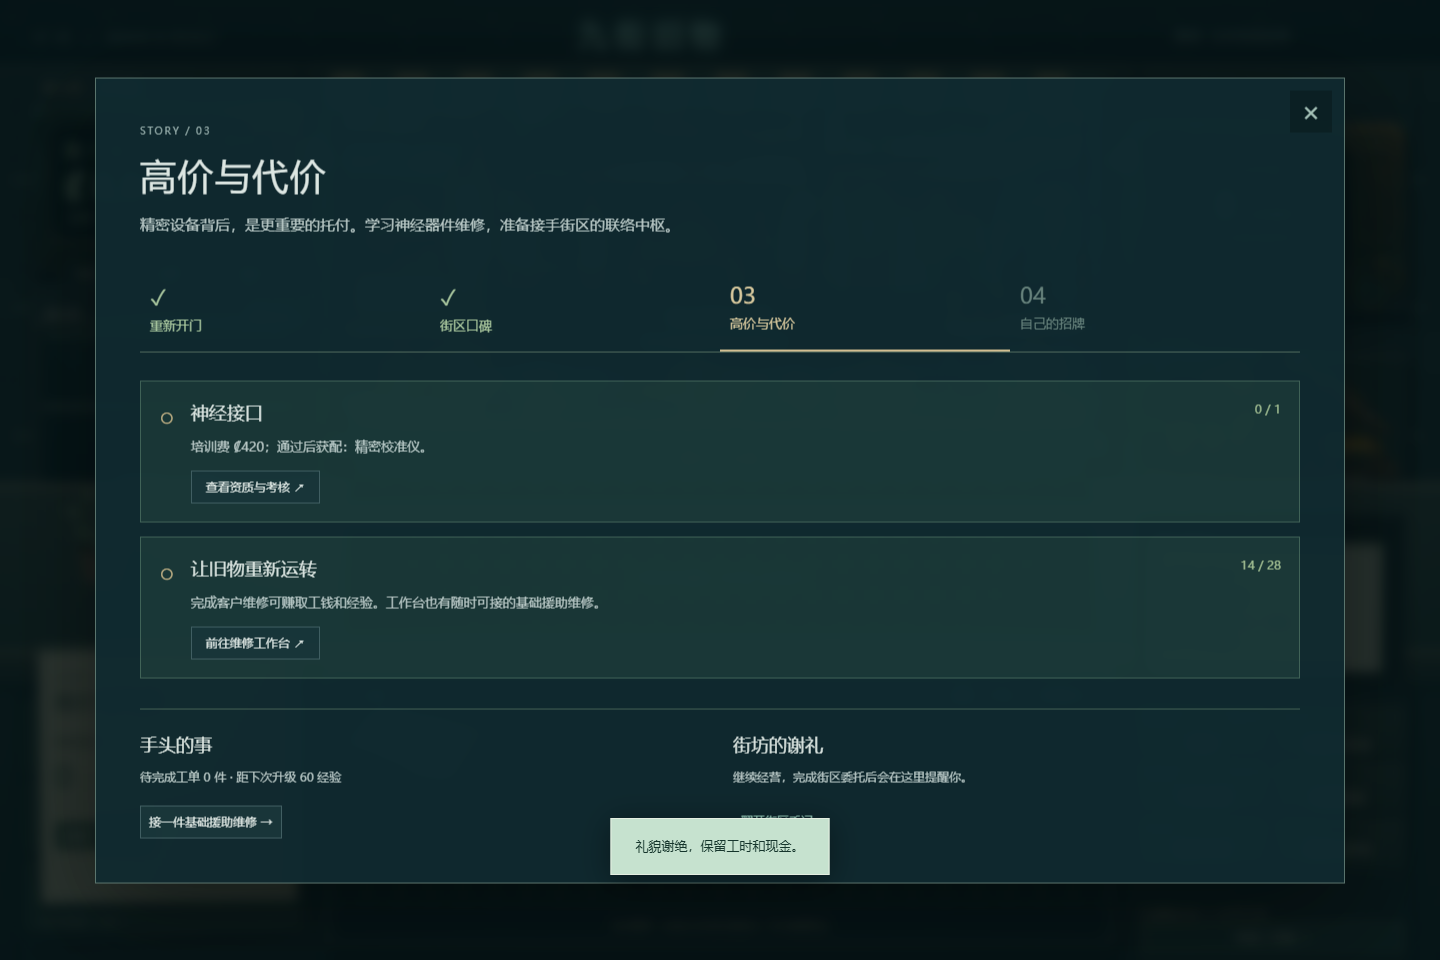 STORY / 03
高价与代价
精密设备背后，是更重要的托付。学习神经器件维修，准备接手街区的联络中枢。
✓
重新开门
✓
街区口碑
03
高价与代价
04
自己的招牌
神经接口
0 / 1
培训费 ₡420；通过后获配：精密校准仪。
查看资质与考核 ↗
让旧物重新运转
14 / 28
完成客户维修可赚取工钱和经验。工作台也有随时可接的基础援助维修。
前往维修工作台 ↗
手头的事
待完成工单 0 件 · 距下次升级 60 经验
接一件基础援助维修 →
街坊的谢礼
继续经营，完成街区委托后会在这里提醒你。
礼貌谢绝，保留工时和现金。